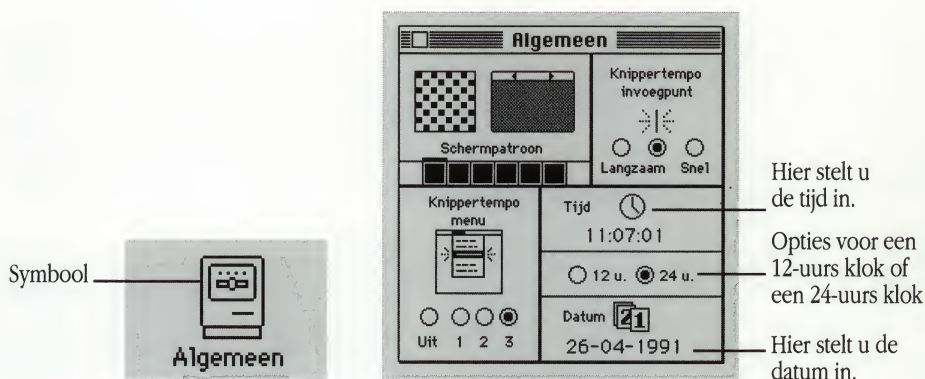 Symbool
Algemeen
Algemeen
Schermpatroon
Knippertempo
invoegpunt
Langzaam Snel
Knippertempo
menu
Uit 1 2 3
Tijd
11:07:01
12 u. 24 u.
Datum 21
26-04-1991
Hier stelt u
de tijd in.
Opties voor een
12-uurs klok of
een 24-uurs klok
Hier stelt u de
datum in.